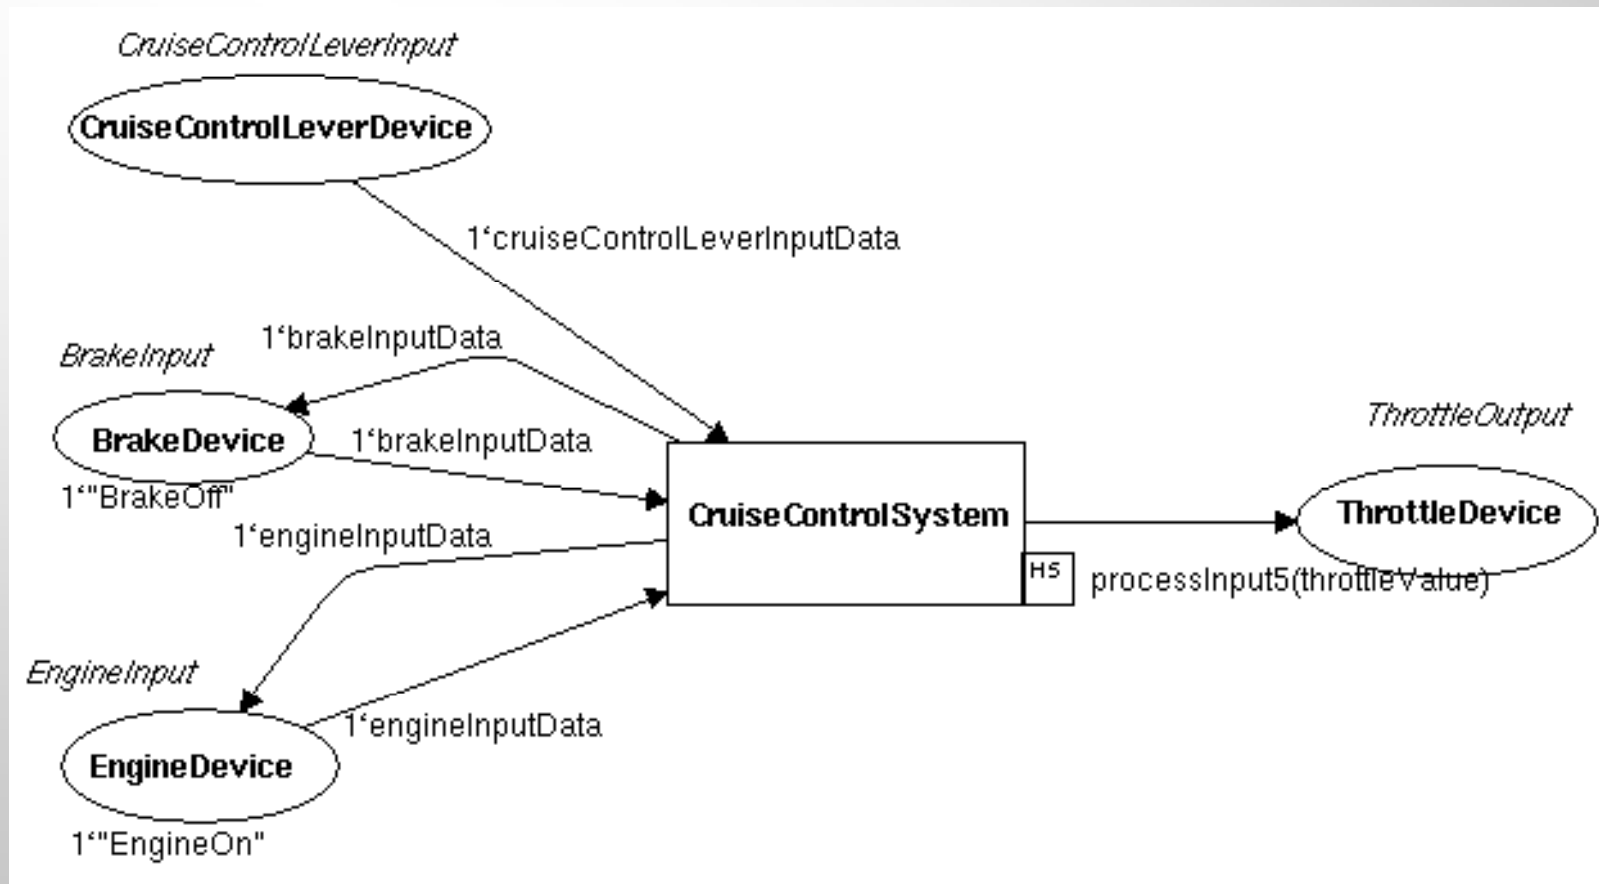 CruiseControlLeverInput
CruiseControlLeverDevice
1‘cruiseControlLeverInputData
1‘brakeInputData
BrakeInput
BrakeDevice
1‘brakeInputData
1‘"BrakeOff"
1‘engineInputData
CruiseControlSystem
HS
ThrottleOutput
ThrottleDevice
processInput5(throttleValue)
EngineInput
1‘engineInputData
EngineDevice
1‘"EngineOn"